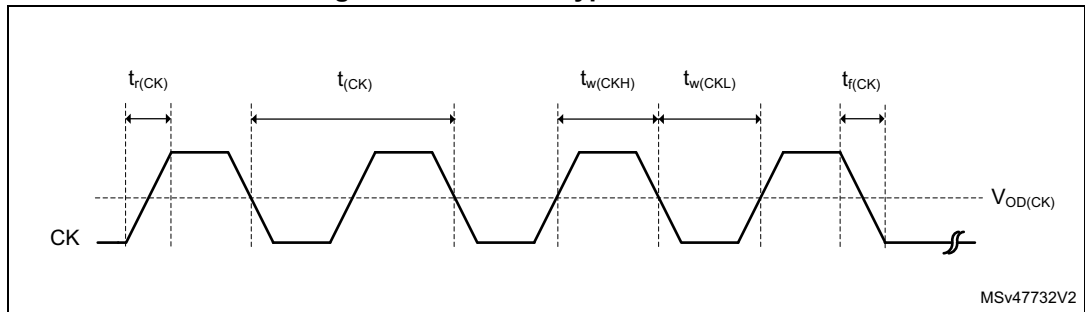 t_r(CK) t_(CK) t_w(CKH) t_w(CKL) t_f(CK)
V_OD(CK)
CK
MSv47732V2